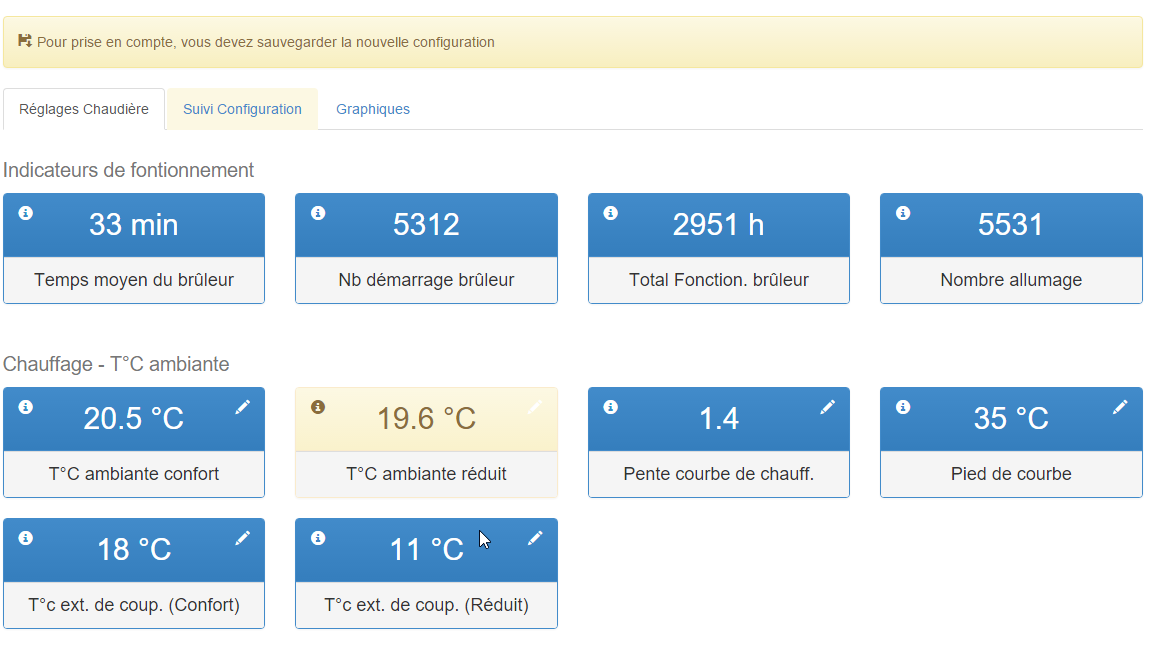 Pour prise en compte, vous devez sauvegarder la nouvelle configuration
Réglages Chaudière Suivi Configuration Graphiques
Indicateurs de fontionnement
33 min 5312 2951 h 5531
Temps moyen du brûleur Nb démarrage brûleur Total Fonction. brûleur Nombre allumage
Chauffage - T°C ambiante
20.5 °C 19.6 °C 1.4 35 °C
T°C ambiante confort T°C ambiante réduit Pente courbe de chauff. Pied de courbe
18 °C 11 °C
T°c ext. de coup. (Confort) T°c ext. de coup. (Réduit)